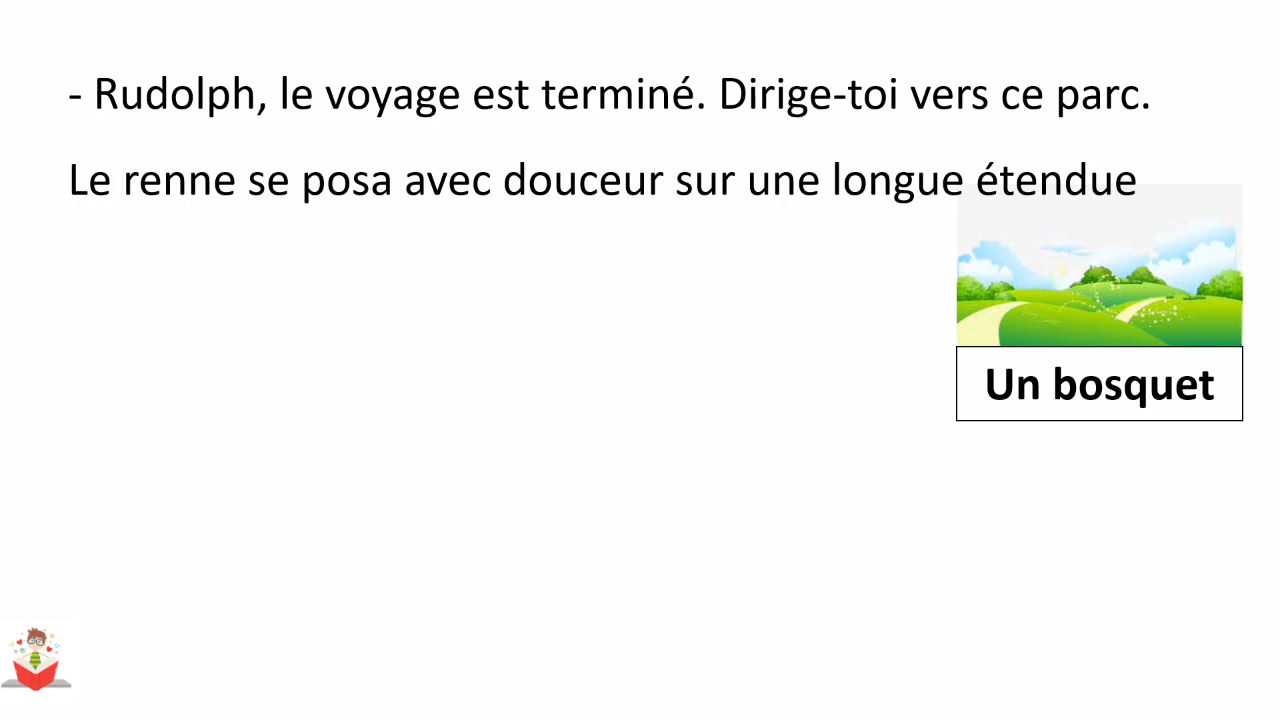 - Rudolph, le voyage est terminé. Dirige-toi vers ce parc.
Le renne se posa avec douceur sur une longue étendue
Un bosquet